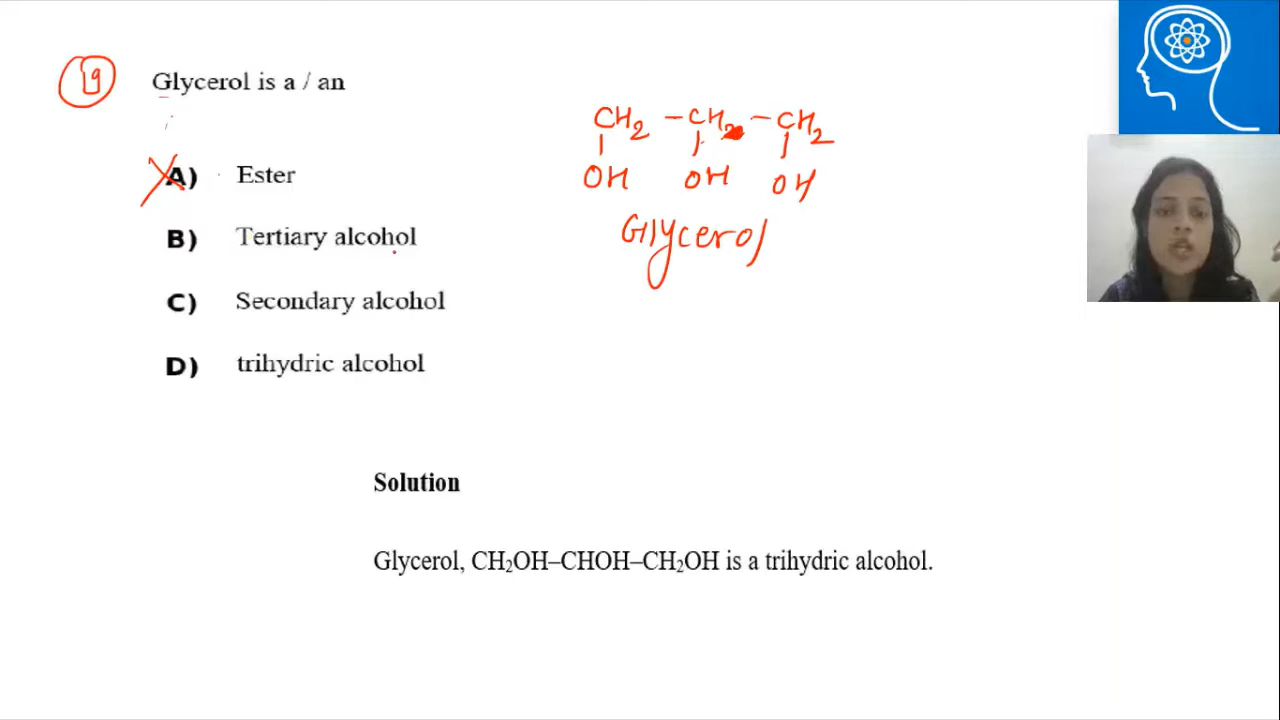 19 Glycerol is a / an
CH2 - CH - CH2
OH OH OH
Glycerol
A) Ester
B) Tertiary alcohol
C) Secondary alcohol
D) trihydric alcohol
Solution
Glycerol, CH₂OH–CHOH–CH₂OH is a trihydric alcohol.